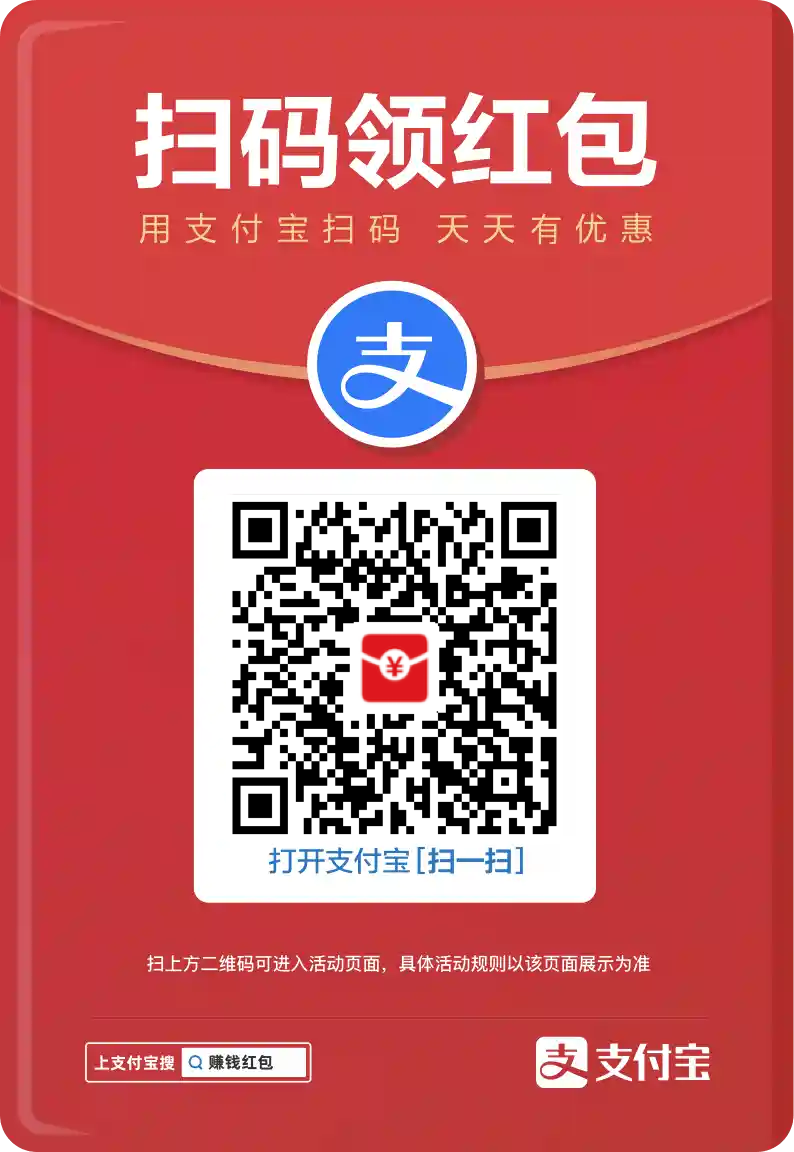 扫码领红包
用支付宝扫码 天天有优惠
支
¥
打开支付宝[扫一扫]
扫上方二维码可进入活动页面，具体活动规则以该页面展示为准
上支付宝搜 赚钱红包
支 支付宝